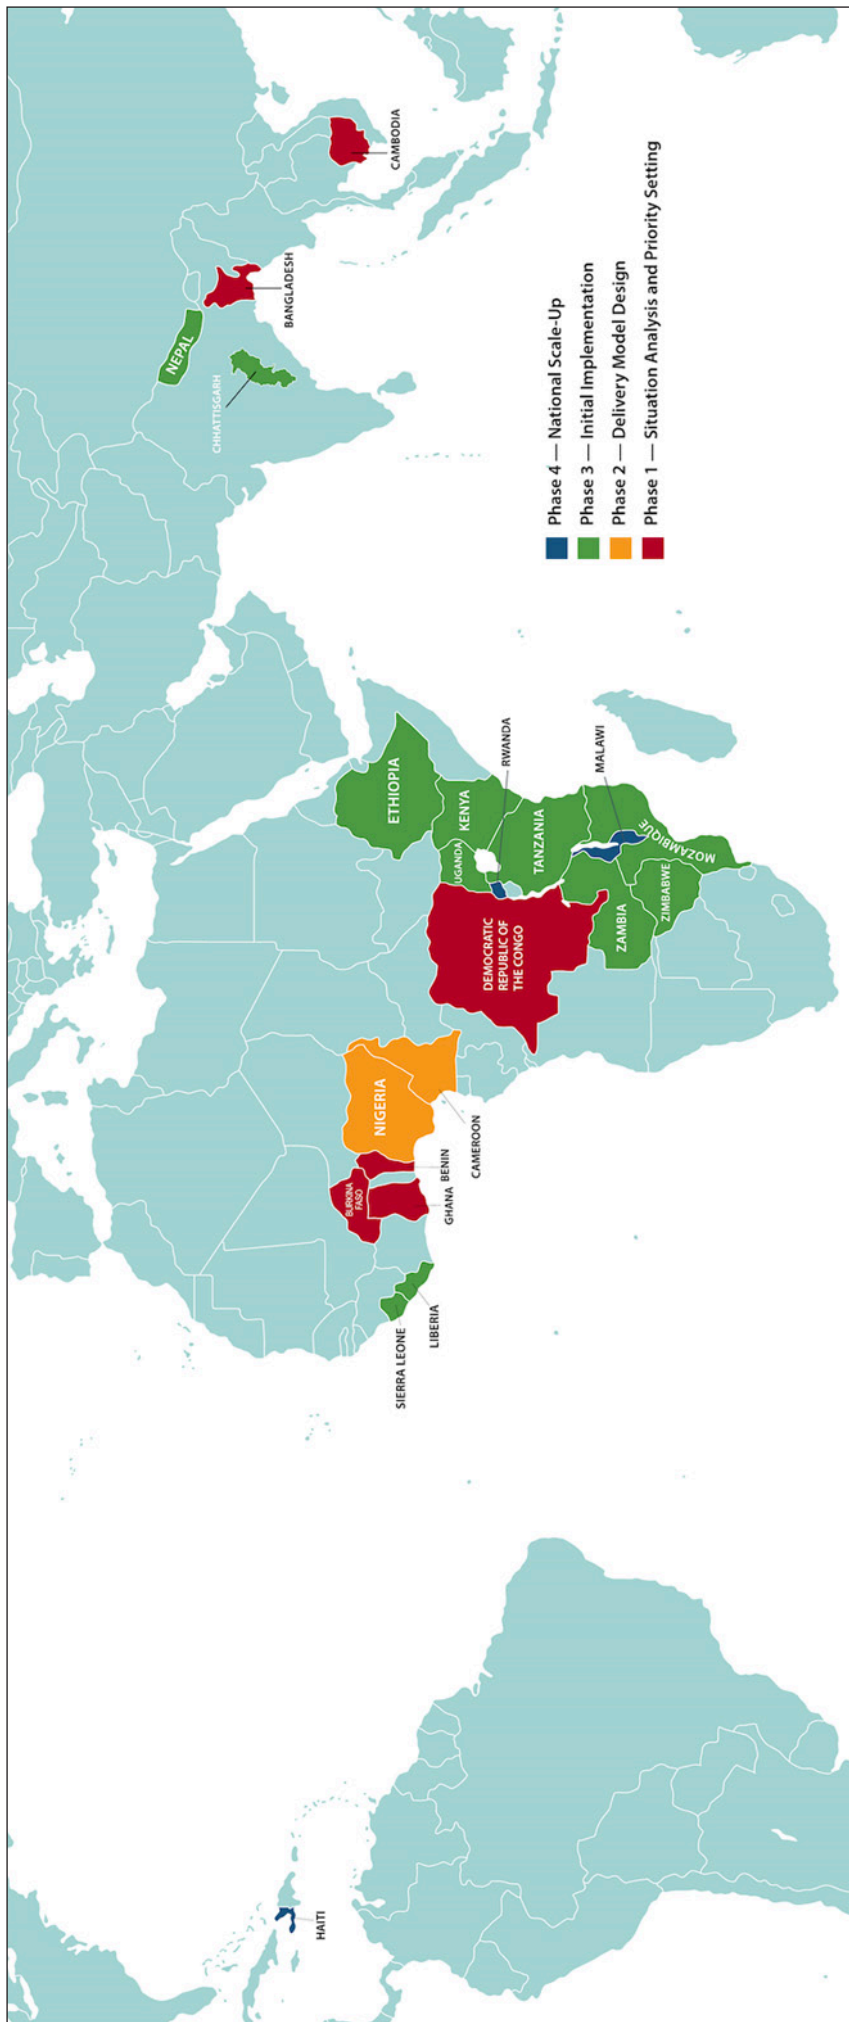 HAITI
SIERRA LEONE
LIBERIA
BURKINA
FASO
GHANA
BENIN
NIGERIA
CAMEROON
DEMOCRATIC
REPUBLIC OF
THE CONGO
ETHIOPIA
UGANDA
KENYA
RWANDA
TANZANIA
MALAWI
ZAMBIA
MOZAMBIQUE
ZIMBABWE
NEPAL
CHHATTISGARH
BANGLADESH
CAMBODIA
Phase 4 — National Scale-Up
Phase 3 — Initial Implementation
Phase 2 — Delivery Model Design
Phase 1 — Situation Analysis and Priority Setting